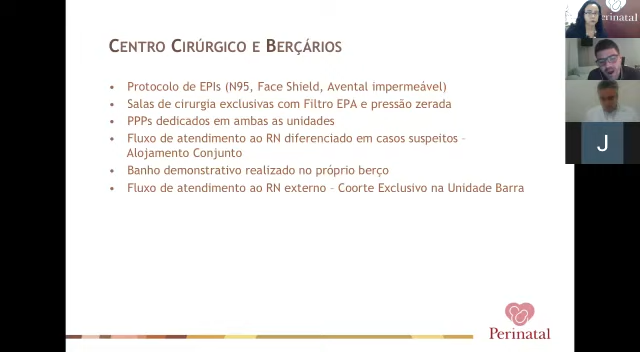 CENTRO CIRÚRGICO E BERÇÁRIOS
• Protocolo de EPIs (N95, Face Shield, Avental impermeável)
• Salas de cirurgia exclusivas com Filtro EPA e pressão zerada
• PPPs dedicados em ambas as unidades
• Fluxo de atendimento ao RN diferenciado em casos suspeitos –
Alojamento Conjunto
• Banho demonstrativo realizado no próprio berço
• Fluxo de atendimento ao RN externo – Coorte Exclusivo na Unidade Barra
Perinatal
Perinatal
J